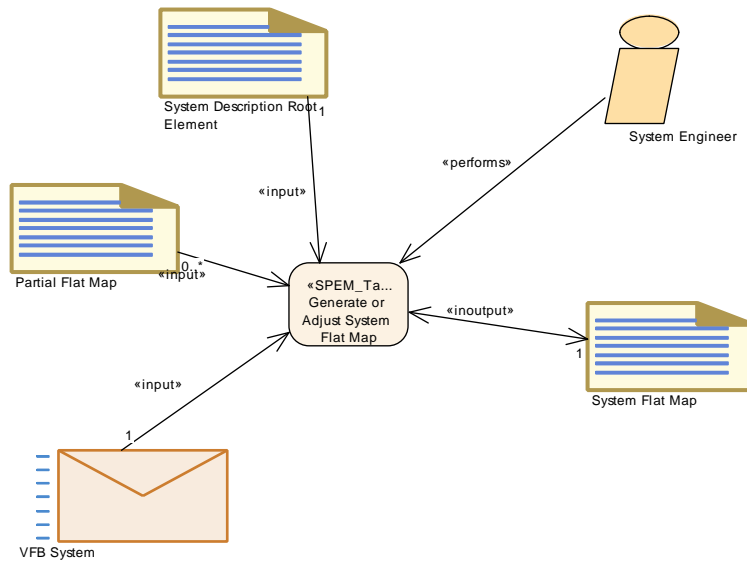 System Description Root
Element
1
System Engineer
«performs»
«input»
0..*
«input»
Partial Flat Map
«SPEM_Ta...
Generate or
Adjust System
Flat Map
«inoutput»
1
System Flat Map
«input»
1
VFB System